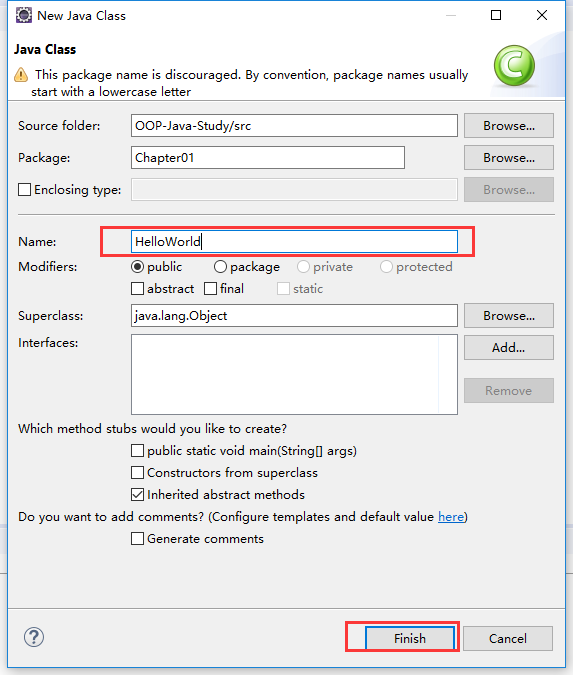 New Java Class
Java Class
This package name is discouraged. By convention, package names usually
start with a lowercase letter
Source folder: OOP-Java-Study/src Browse...
Package: Chapter01 Browse...
Enclosing type: Browse...
Name: HelloWorld
Modifiers: public package private protected
abstract final static
Superclass: java.lang.Object Browse...
Interfaces: Add...
Remove
Which method stubs would you like to create?
public static void main(String[] args)
Constructors from superclass
Inherited abstract methods
Do you want to add comments? (Configure templates and default value here)
Generate comments
? Finish Cancel